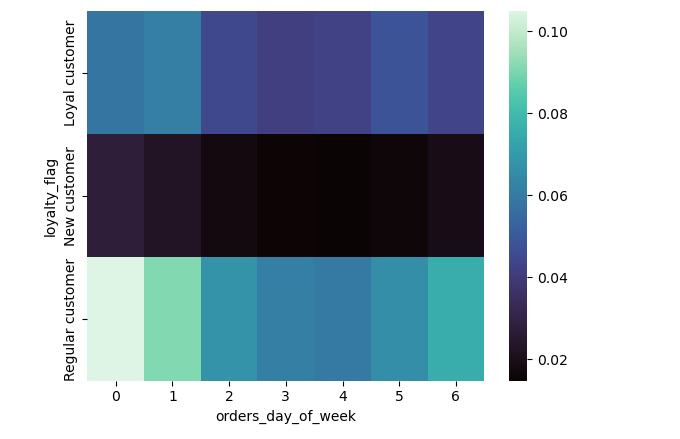 loyalty_flag
Loyal customer
New customer
Regular customer
0 1 2 3 4 5 6
orders_day_of_week
0.10
0.08
0.06
0.04
0.02